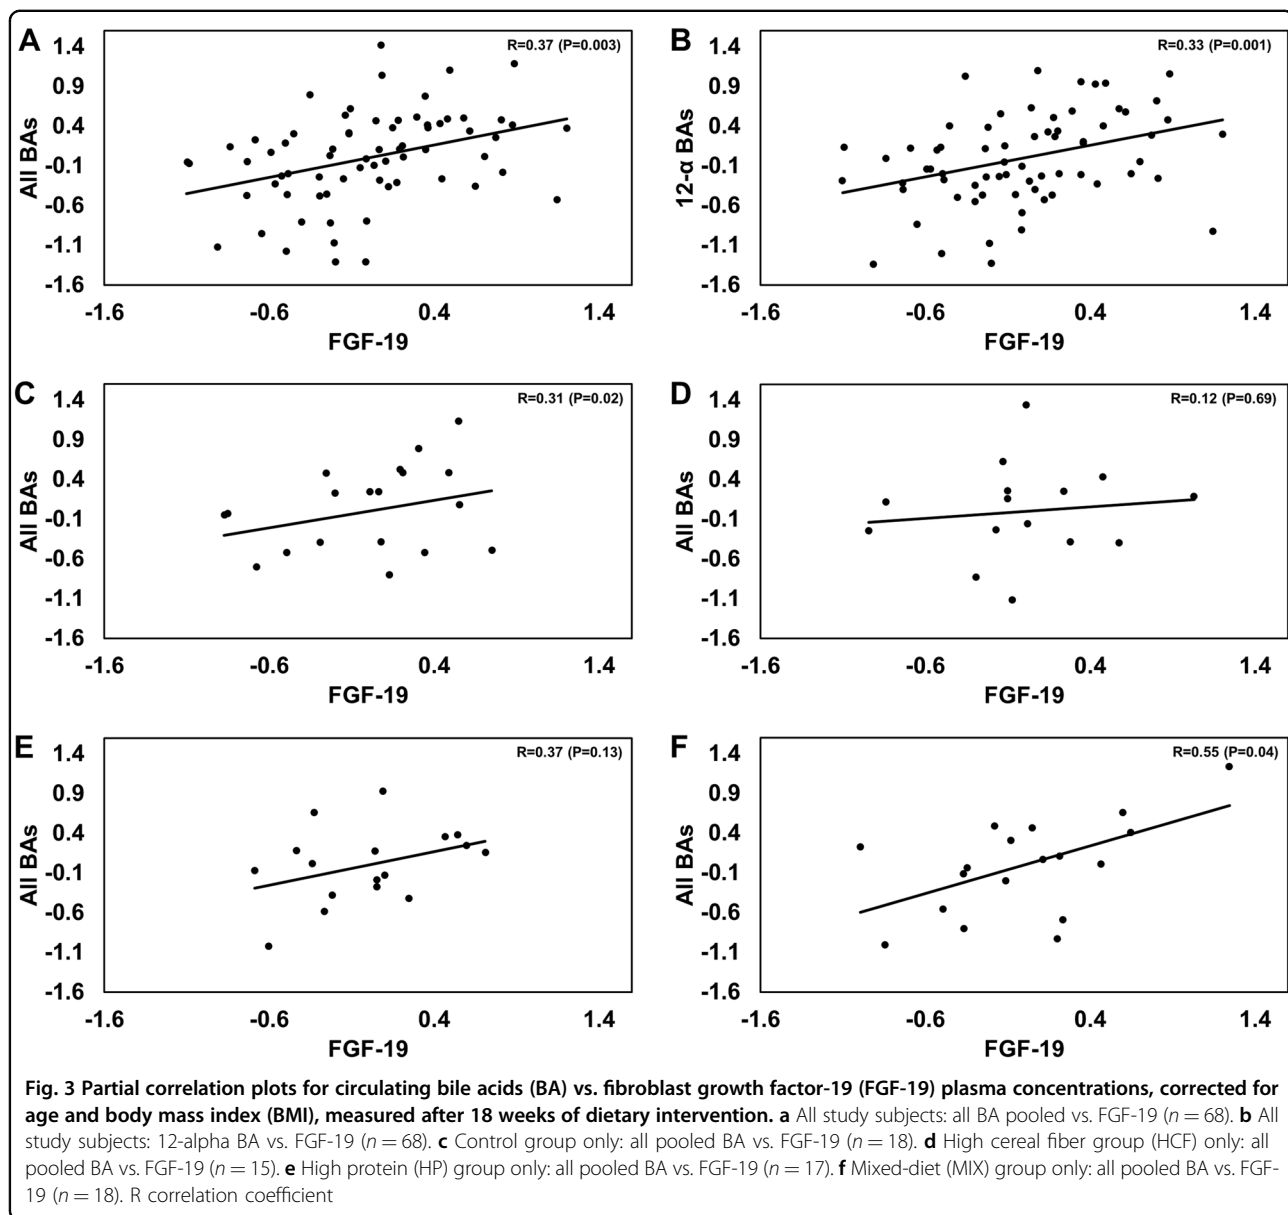 A
R=0.37 (P=0.003)
1.4
0.9
0.4
-0.1
-0.6
-1.1
-1.6
All BAs
-1.6 -0.6 0.4 1.4
FGF-19
B
R=0.33 (P=0.001)
1.4
0.9
0.4
-0.1
-0.6
-1.1
-1.6
12-α BAs
-1.6 -0.6 0.4 1.4
FGF-19
C
R=0.31 (P=0.02)
1.4
0.9
0.4
-0.1
-0.6
-1.1
-1.6
All BAs
-1.6 -0.6 0.4 1.4
FGF-19
D
R=0.12 (P=0.69)
1.4
0.9
0.4
-0.1
-0.6
-1.1
-1.6
All BAs
-1.6 -0.6 0.4 1.4
FGF-19
E
R=0.37 (P=0.13)
1.4
0.9
0.4
-0.1
-0.6
-1.1
-1.6
All BAs
-1.6 -0.6 0.4 1.4
FGF-19
F
R=0.55 (P=0.04)
1.4
0.9
0.4
-0.1
-0.6
-1.1
-1.6
All BAs
-1.6 -0.6 0.4 1.4
FGF-19
Fig. 3 Partial correlation plots for circulating bile acids (BA) vs. fibroblast growth factor-19 (FGF-19) plasma concentrations, corrected for
age and body mass index (BMI), measured after 18 weeks of dietary intervention. a All study subjects: all BA pooled vs. FGF-19 (n = 68). b All
study subjects: 12-alpha BA vs. FGF-19 (n = 68). c Control group only: all pooled BA vs. FGF-19 (n = 18). d High cereal fiber group (HCF) only: all
pooled BA vs. FGF-19 (n = 15). e High protein (HP) group only: all pooled BA vs. FGF-19 (n = 17). f Mixed-diet (MIX) group only: all pooled BA vs. FGF-
19 (n = 18). R correlation coefficient